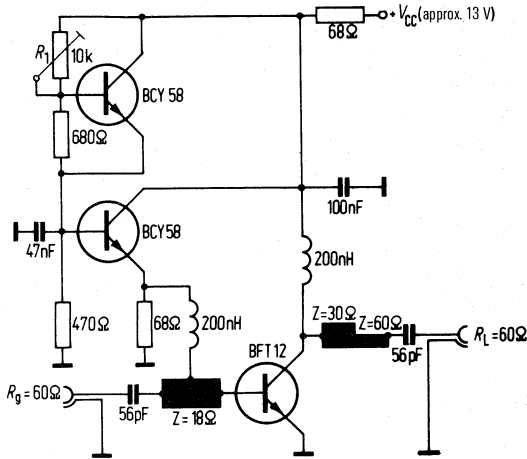 + VCC (approx. 13 V)
68Ω
R1
10k
BCY 58
680Ω
BCY58
100nF
47nF
200nH
470Ω
68Ω
200nH
Z=30Ω
Z=60Ω
RL=60Ω
BFT 12
56pF
Rg=60Ω
56pF
Z=18Ω